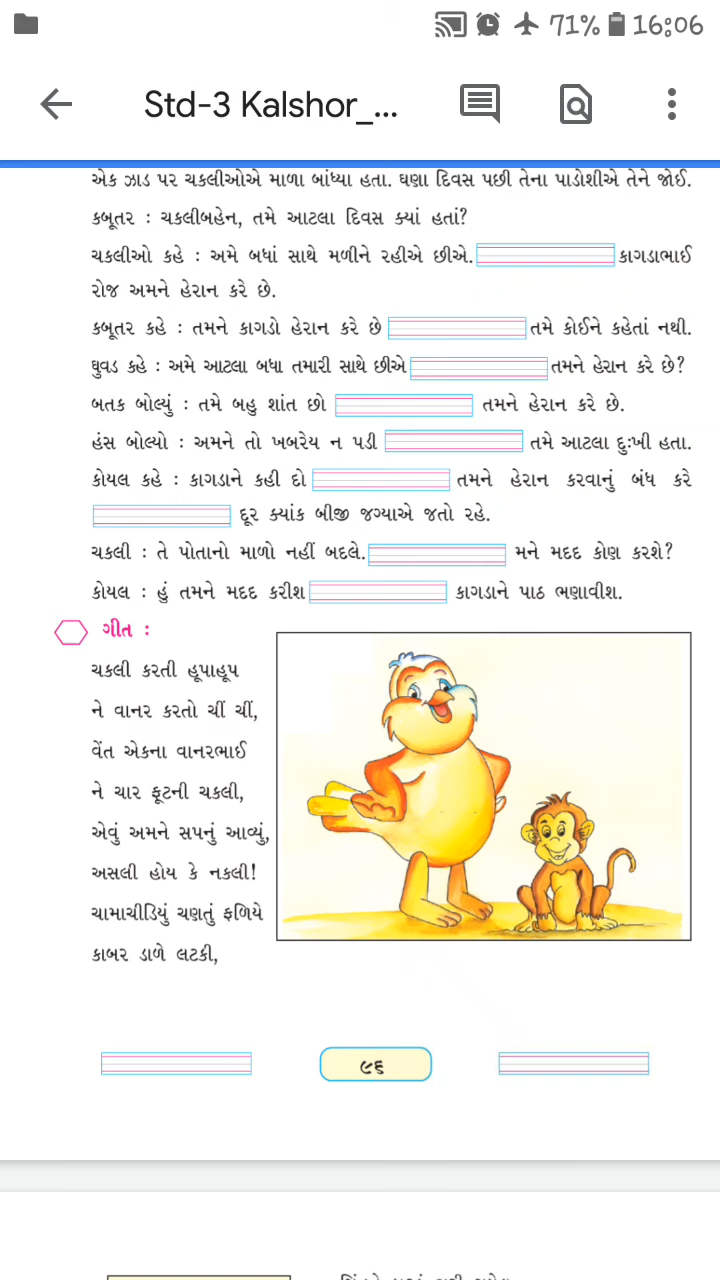 71% 16:06
Std-3 Kalshor_...
એક ઝાડ પર ચકલીઓએ માળા બાંધ્યા હતા. ઘણા દિવસ પછી તેના પાડોશીએ તેને જોઈ.
કબૂતર : ચકલીબહેન, તમે આટલા દિવસ ક્યાં હતાં?
ચકલીઓ કહે : અમે બધાં સાથે મળીને રહીએ છીએ. કાગડાભાઈ
રોજ અમને હેરાન કરે છે.
કબૂતર કહે : તમને કાગડો હેરાન કરે છે તમે કોઈને કહેતાં નથી.
ઘુવડ કહે : અમે આટલા બધા તમારી સાથે છીએ તમને હેરાન કરે છે?
બતક બોલ્યું : તમે બહુ શાંત છો તમને હેરાન કરે છે.
હંસ બોલ્યો : અમને તો ખબરેય ન પડી તમે આટલા દુઃખી હતા.
કોયલ કહે : કાગડાને કહી દો તમને હેરાન કરવાનું બંધ કરે
દૂર ક્યાંક બીજી જગ્યાએ જતો રહે.
ચકલી : તે પોતાનો માળો નહીં બદલે. મને મદદ કોણ કરશે?
કોયલ : હું તમને મદદ કરીશ કાગડાને પાઠ ભણાવીશ.
ગીત :
ચકલી કરતી હૂપાહૂપ
ને વાનર કરતો ચીં ચીં,
વેંત એકના વાનરભાઈ
ને ચાર ફૂટની ચકલી,
એવું અમને સપનું આવ્યું,
અસલી હોય કે નકલી!
ચામાચીડિયું ચણતું ફળિયે
કાબર ડાળે લટકી,
૯૬